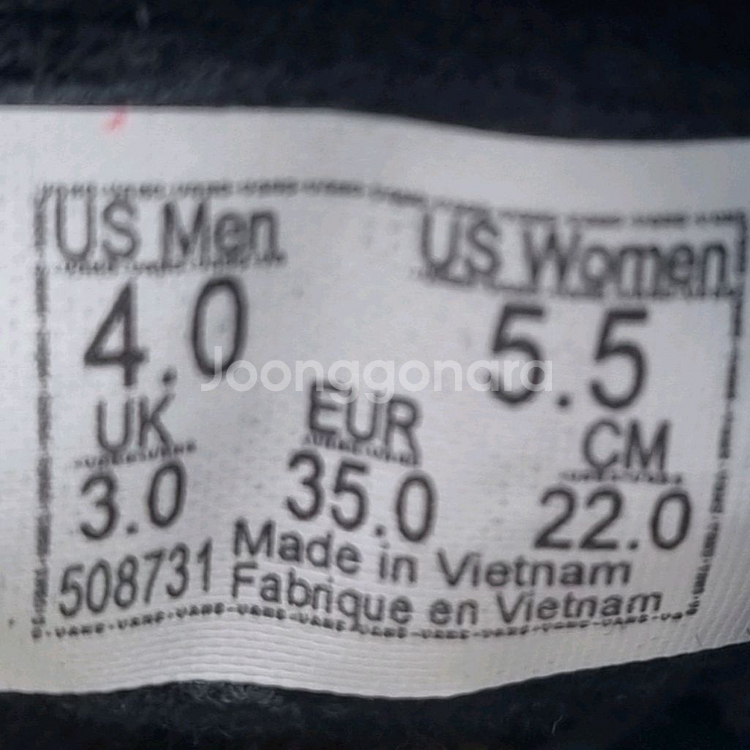 US Men US Women
4.0 5.5
Joonggonara
UK EUR CM
3.0 35.0 22.0
508731 Made in Vietnam
Fabrique en Vietnam